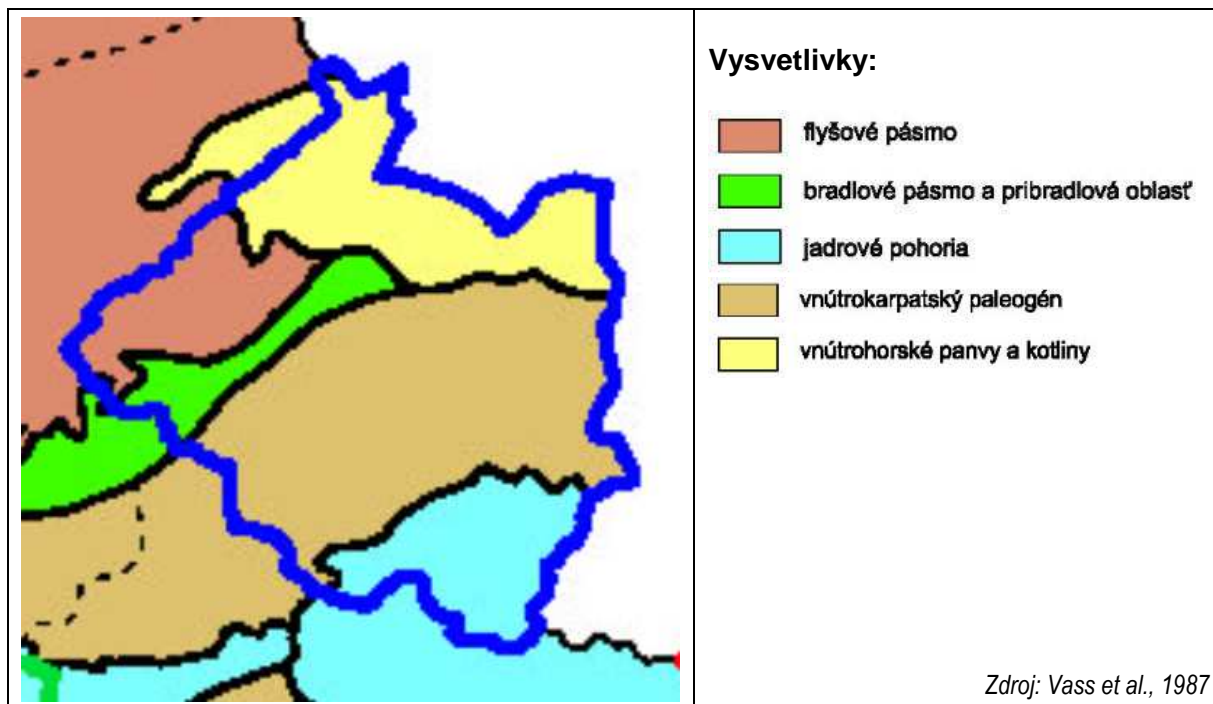 Vysvetlivky:
flyšové pásmo
bradlové pásmo a pribradlová oblasť
jadrové pohoria
vnútrokarpatský paleogén
vnútrohorské panvy a kotliny
Zdroj: Vass et al., 1987